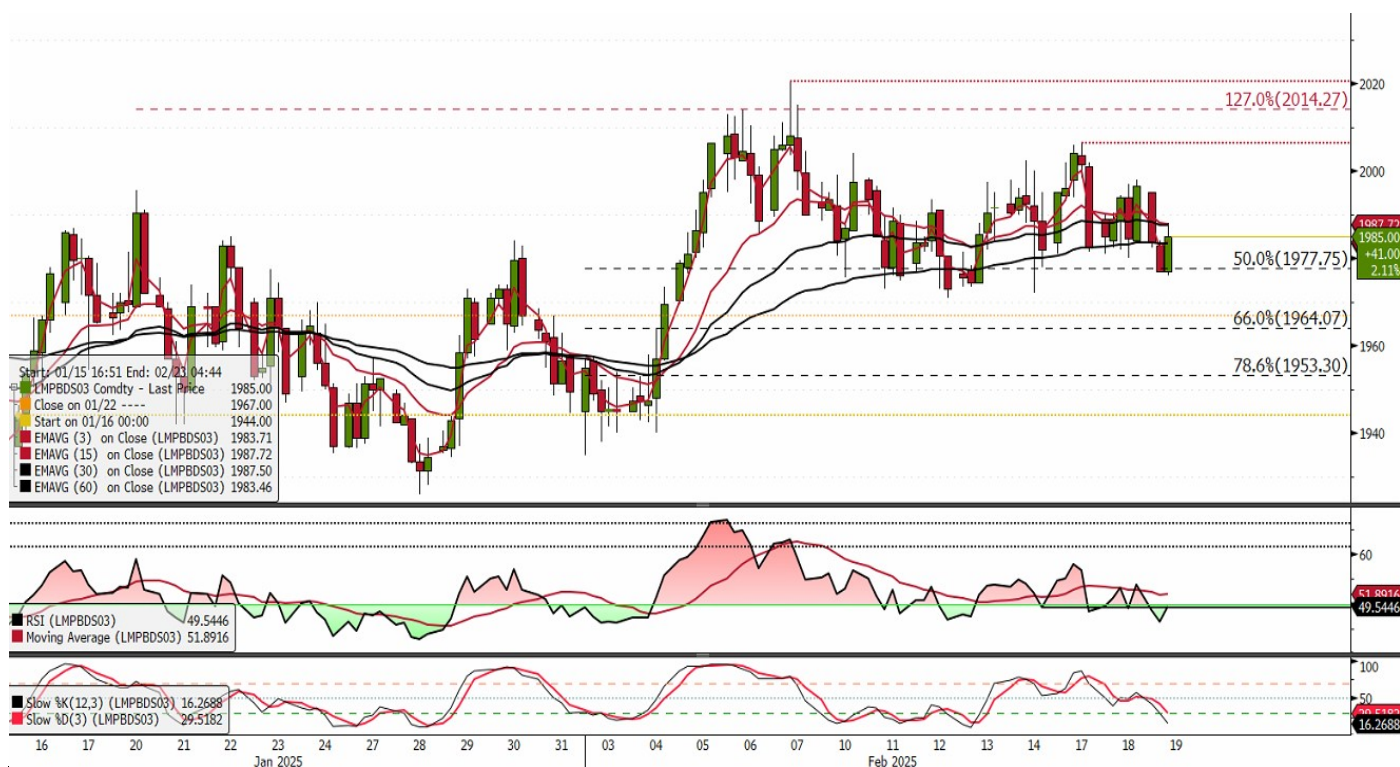 2020
127.0%(2014.27)
2000
1987.72
1985.00
+41.00
2.11%
50.0%(1977.75)
66.0%(1964.07)
1960
78.6%(1953.30)
1940
Start: 01/15 16:51 End: 02/23 04:44
LMPBDS03 Comdty - Last Price 1985.00
Close on 01/22 ---- 1967.00
Start on 01/16 00:00 1944.00
EMAVG (3) on Close (LMPBDS03) 1983.71
EMAVG (15) on Close (LMPBDS03) 1987.72
EMAVG (30) on Close (LMPBDS03) 1987.50
EMAVG (60) on Close (LMPBDS03) 1983.46
60
51.8916
49.5446
RSI (LMPBDS03) 49.5446
Moving Average (LMPBDS03) 51.8916
100
50
29.5182
16.2688
Slow %K(12,3) (LMPBDS03) 16.2688
Slow %D(3) (LMPBDS03) 29.5182
16 17 20 21 22 23 24 27 28 29 30 31 03 04 05 06 07 10 11 12 13 14 17 18 19
Jan 2025 Feb 2025